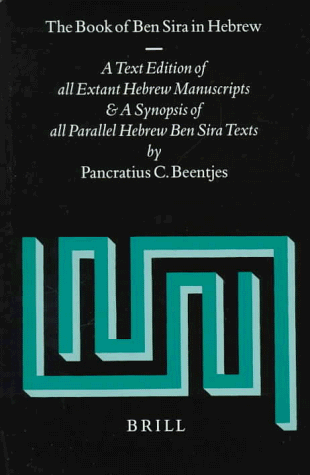 The Book of Ben Sira in Hebrew
A Text Edition of
all Extant Hebrew Manuscripts
& A Synopsis of
all Parallel Hebrew Ben Sira Texts
by
Pancratius C. Beentjes
BRILL